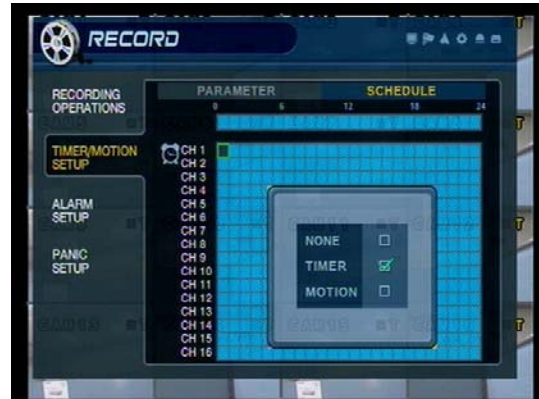 RECORD
RECORDING
OPERATIONS
TIMER/MOTION
SETUP
ALARM
SETUP
PANIC
SETUP
PARAMETER
SCHEDULE
0 6 12 18 24
CH 1
CH 2
CH 3
CH 4
CH 5
CH 6
CH 7
CH 8
CH 9
CH 10
CH 11
CH 12
CH 13
CH 14
CH 15
CH 16
NONE
TIMER
MOTION